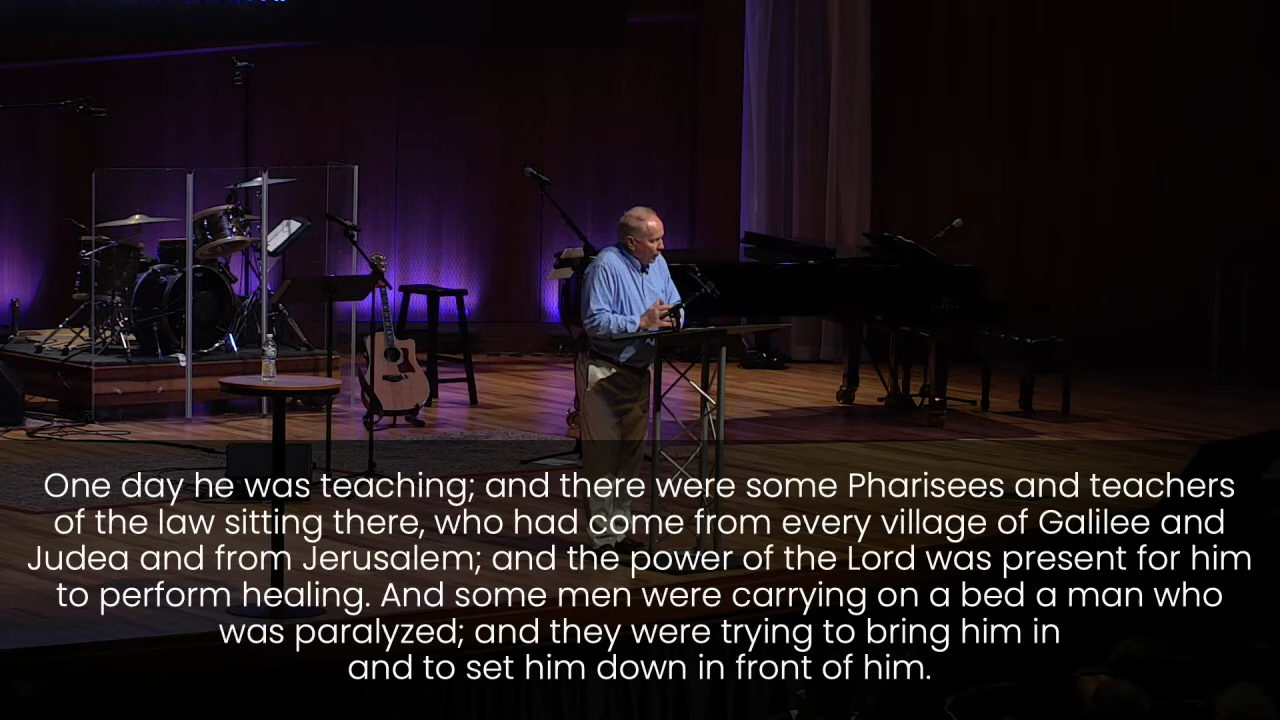 One day he was teaching; and there were some Pharisees and teachers
of the law sitting there, who had come from every village of Galilee and
Judea and from Jerusalem; and the power of the Lord was present for him
to perform healing. And some men were carrying on a bed a man who
was paralyzed; and they were trying to bring him in
and to set him down in front of him.